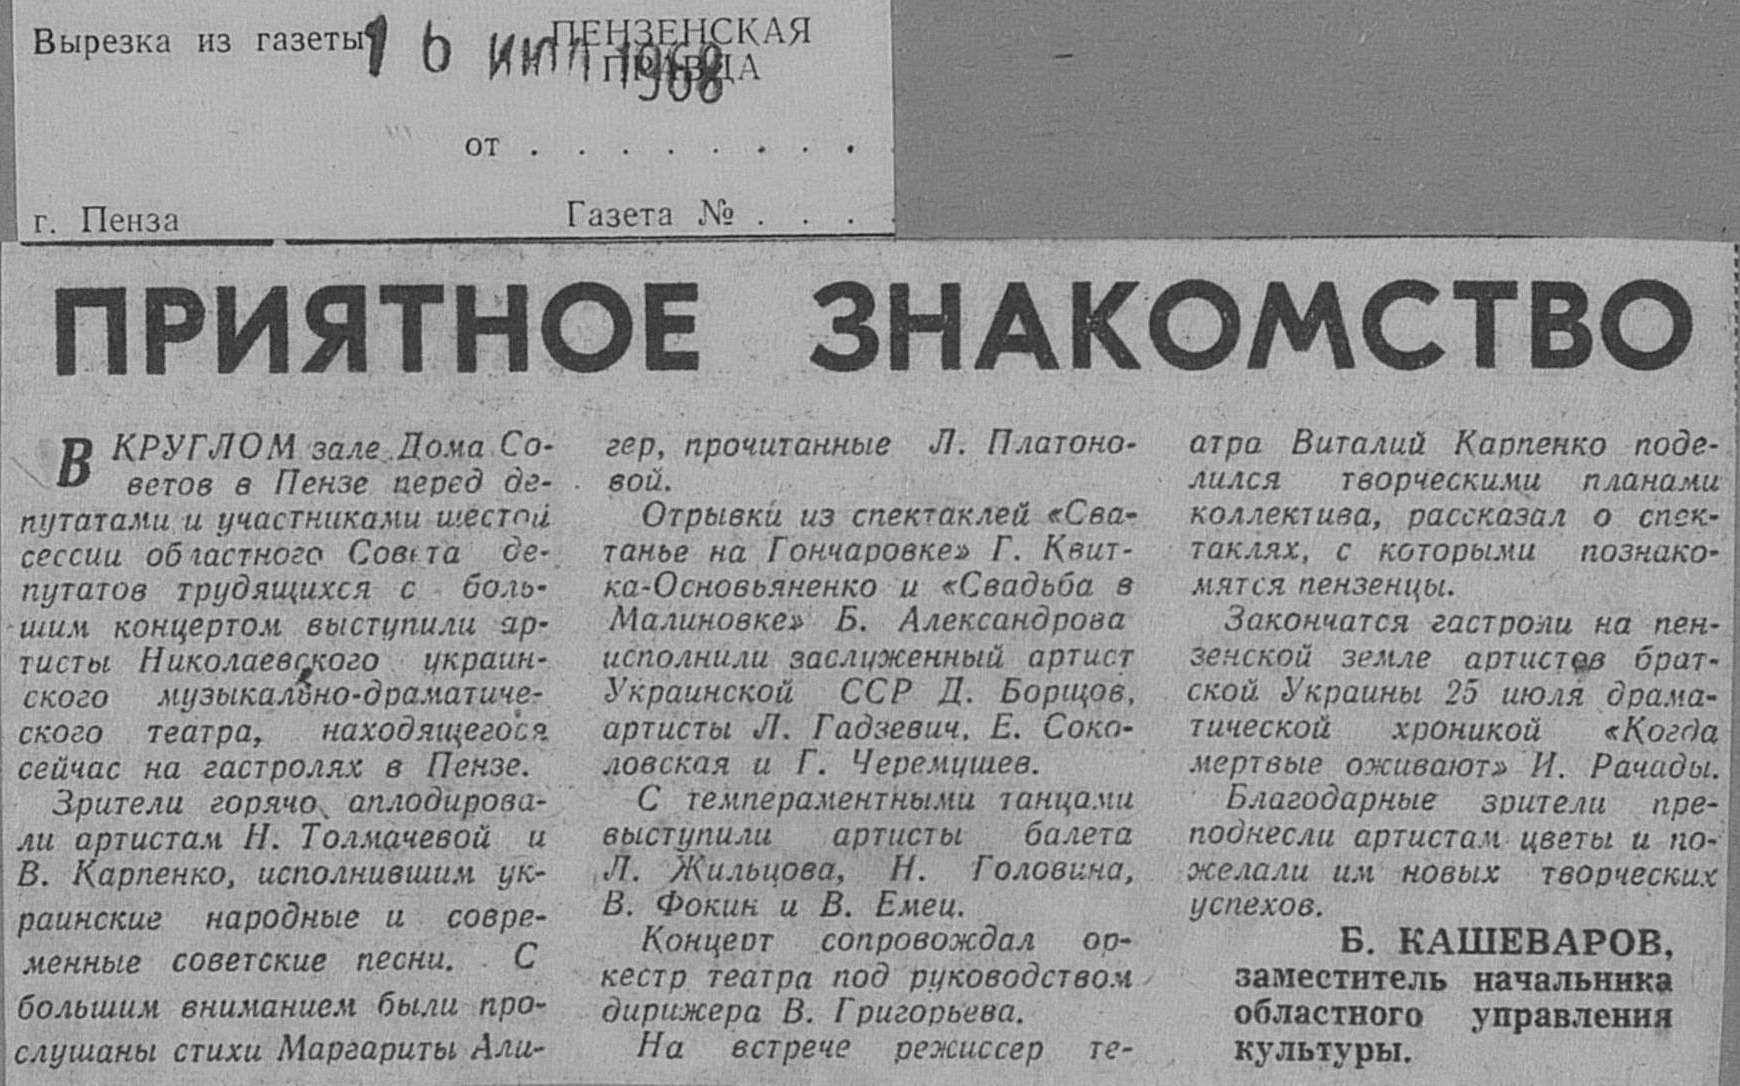 Вырезка из газеты
ПЕНЗЕНСКАЯ
ПРАВДА
16 ИЮЛ 1968
от . . . . . . . . .
г. Пенза
Газета № . . . .
ПРИЯТНОЕ ЗНАКОМСТВО
В КРУГЛОМ зале Дома Со-
ветов в Пензе перед де-
путатами и участниками шестой
сессии областного Совета де-
путатов трудящихся с боль-
шим концертом выступили ар-
тисты Николаевского украин-
ского музыкально-драматиче-
ского театра, находящегося
сейчас на гастролях в Пензе.
Зрители горячо аплодирова-
ли артистам Н. Толмачевой и
В. Карпенко, исполнившим ук-
раинские народные и совре-
менные советские песни. С
большим вниманием были про-
слушаны стихи Маргариты Али-
гер, прочитанные Л. Платоно-
вой.
Отрывки из спектаклей «Сва-
танье на Гончаровке» Г. Квит-
ка-Основьяненко и «Свадьба в
Малиновке» Б. Александрова
исполнили заслуженный артист
Украинской ССР Д. Борщов,
артисты Л. Гадзевич, Е. Соко-
ловская и Г. Черемушев.
С темпераментными танцами
выступили артисты балета
Л. Жильцова, Н. Головина,
В. Фокин и В. Емец.
Концерт сопровождал ор-
кестр театра под руководством
дирижера В. Григорьева.
На встрече режиссер те-
атра Виталий Карпенко поде-
лился творческими планами
коллектива, рассказал о спек-
таклях, с которыми познако-
мятся пензенцы.
Закончатся гастроли на пен-
зенской земле артистов брат-
ской Украины 25 июля драма-
тической хроникой «Когда
мертвые оживают» И. Рачады.
Благодарные зрители пре-
поднесли артистам цветы и по-
желали им новых творческих
успехов.
Б. КАШЕВАРОВ,
заместитель начальника
областного управления
культуры.